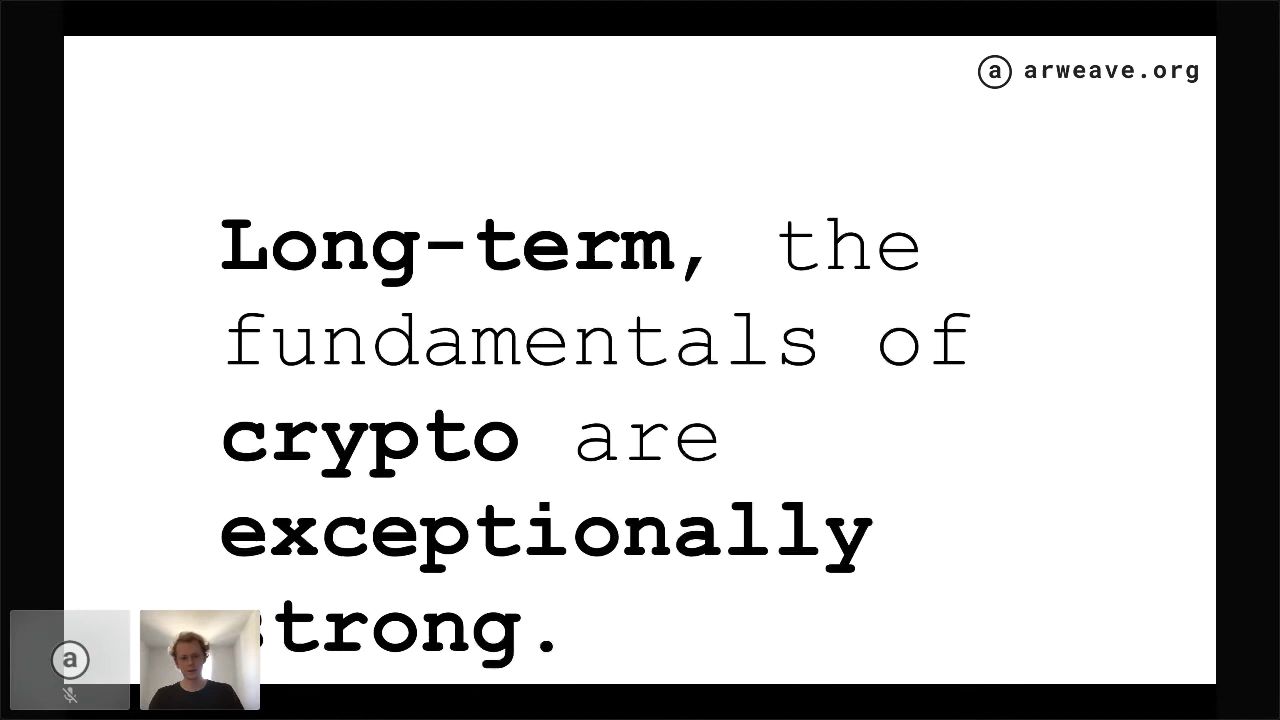 a arweave.org
Long-term, the
fundamentals of
crypto are
exceptionally
strong.
a